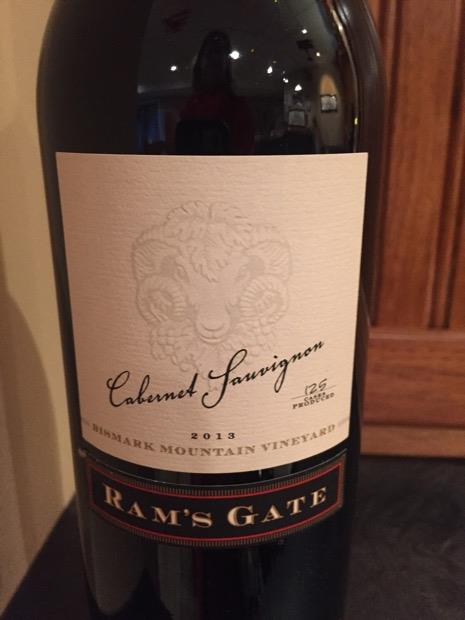 Cabernet Sauvignon
125
CASES
PRODUCED
2013
BISMARK MOUNTAIN VINEYARD
RAM'S GATE